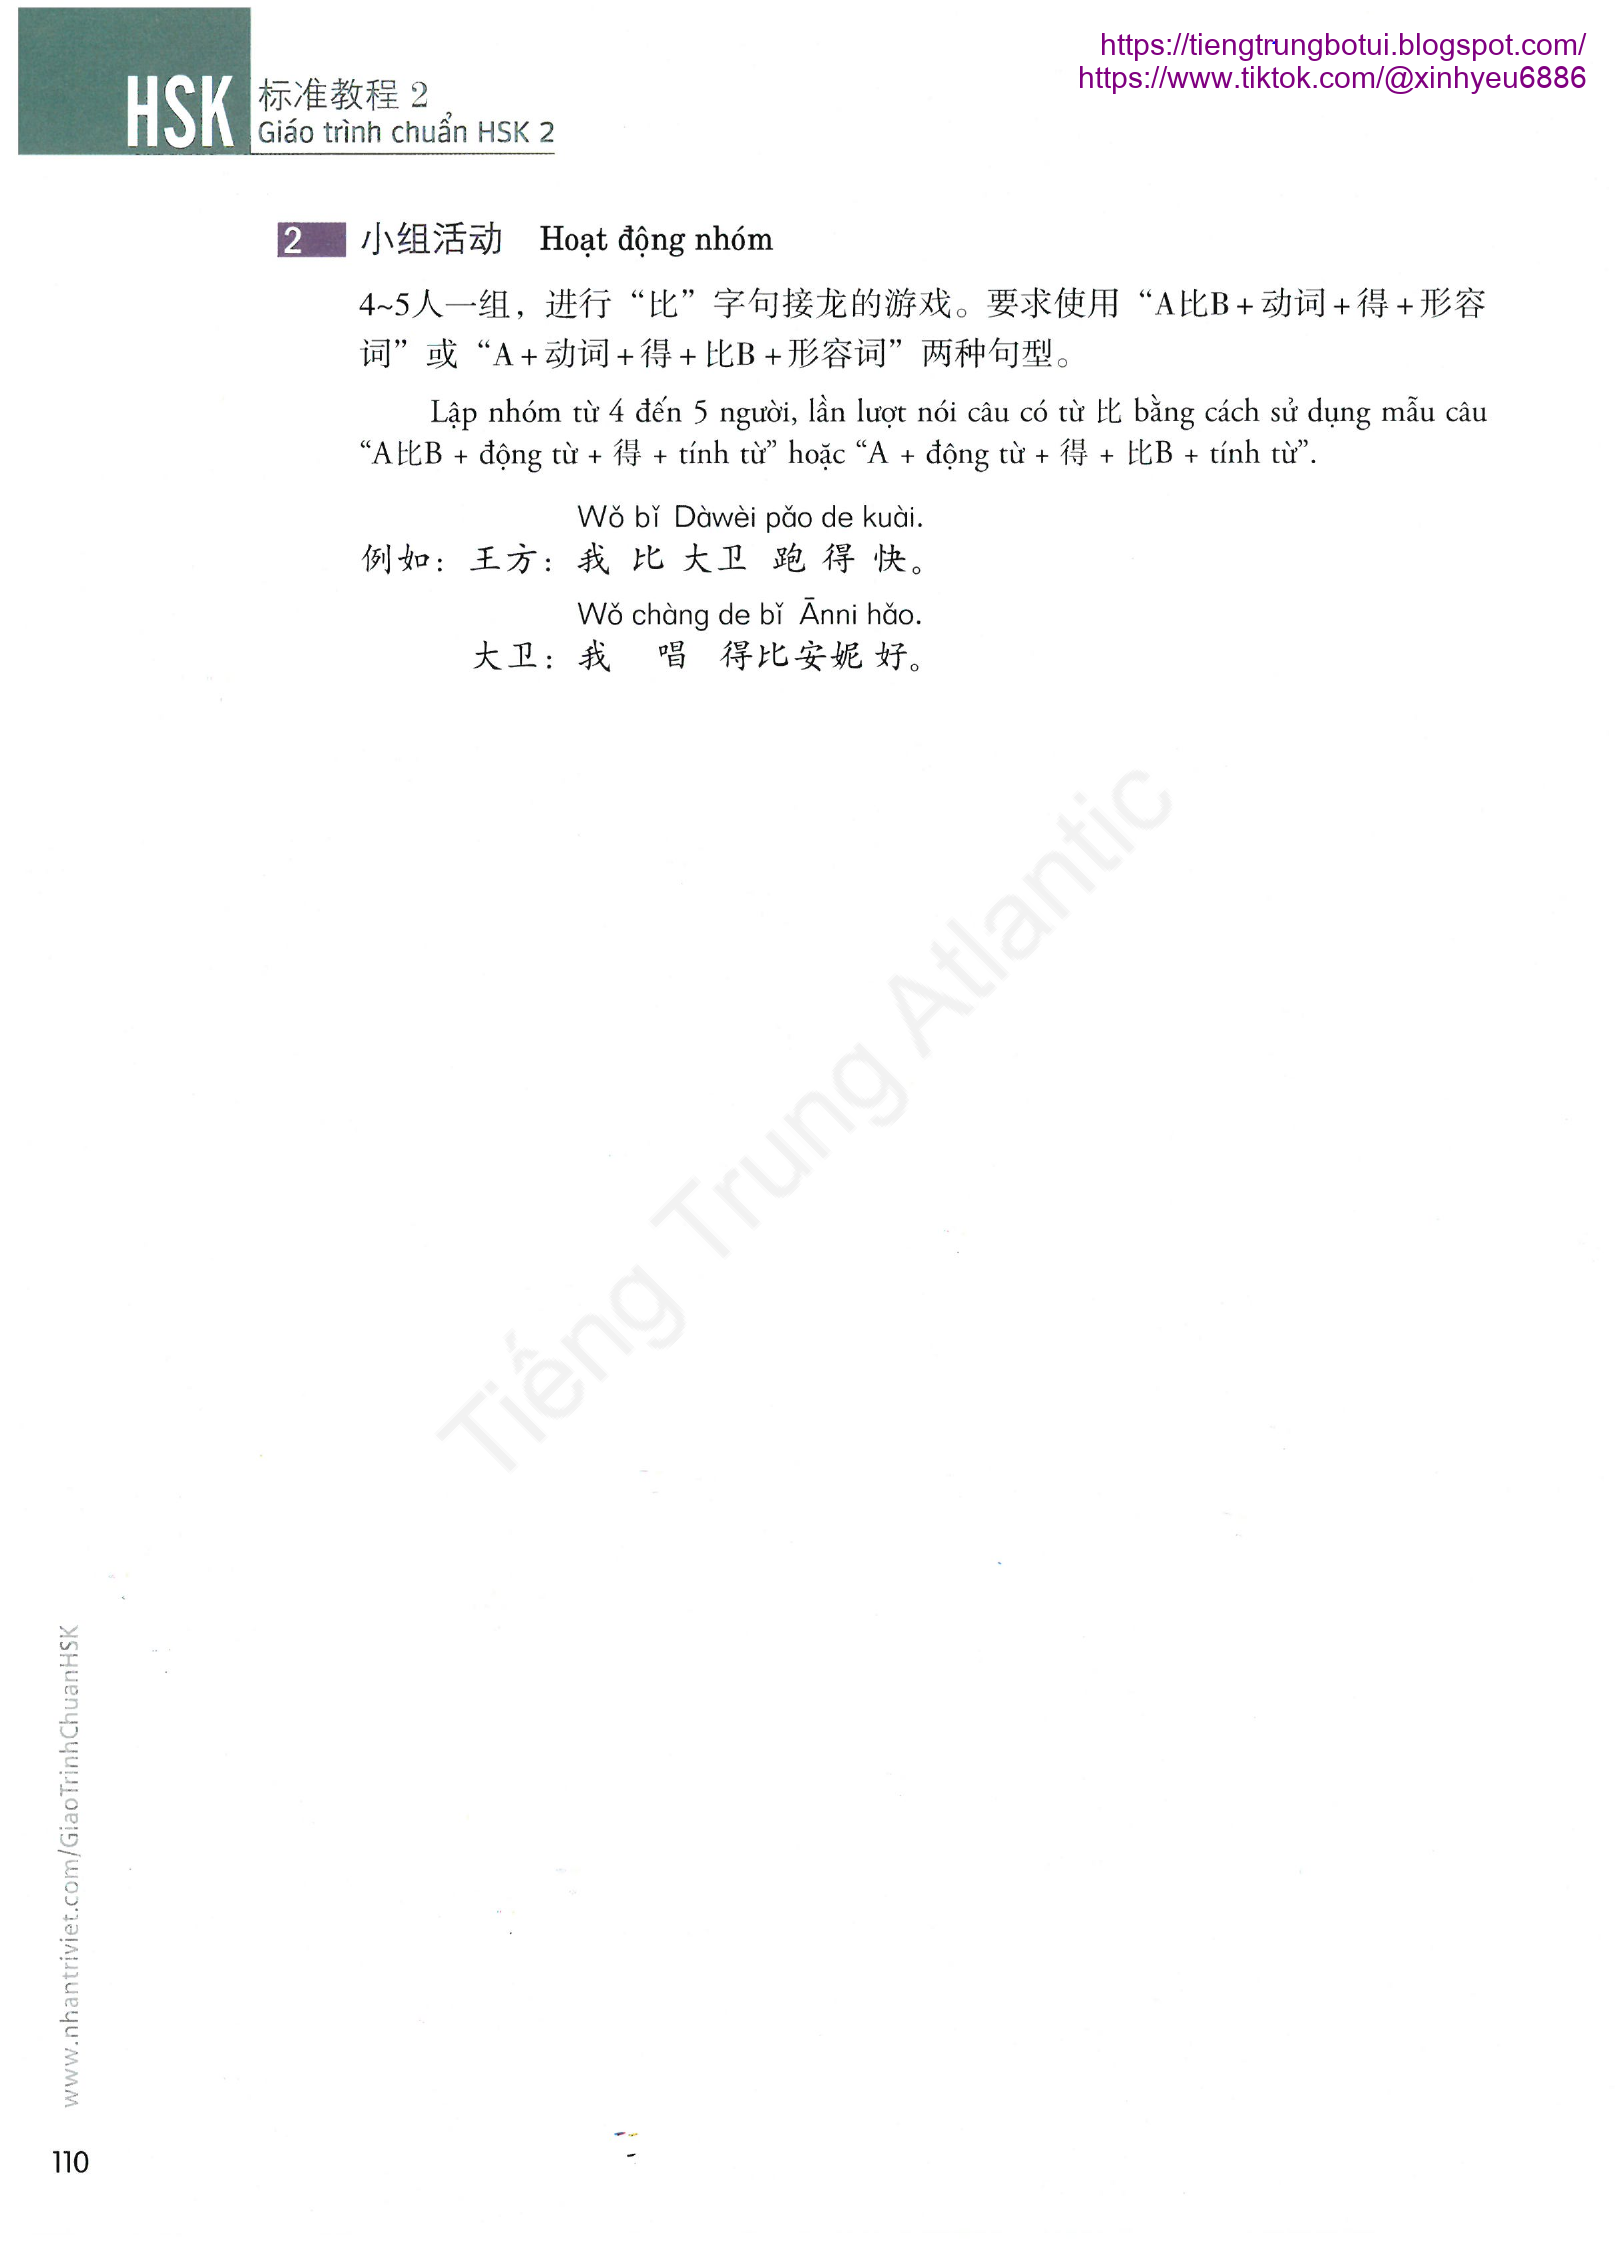 https://tiengtrungbotui.blogspot.com/
https://www.tiktok.com/@xinhyeu6886
HSK 标准教程 2
Giáo trình chuẩn HSK 2
2 小组活动 Hoạt động nhóm
4~5人一组，进行“比”字句接龙的游戏。要求使用“A比B+动词+得+形容
词”或“A+动词+得+比B+形容词”两种句型。
Lập nhóm từ 4 đến 5 người, lần lượt nói câu có từ 比 bằng cách sử dụng mẫu câu
“A比B + động từ + 得 + tính từ” hoặc “A + động từ + 得 + 比B + tính từ”.
Wǒ bǐ Dàwèi pǎo de kuài.
例如：王方：我 比 大卫 跑 得 快。
Wǒ chàng de bǐ Ānni hǎo.
大卫：我 唱 得比安妮 好。
Tiếng Trung Atlantic
www.nhantriviet.com/GiaoTrinhChuanHSK
110